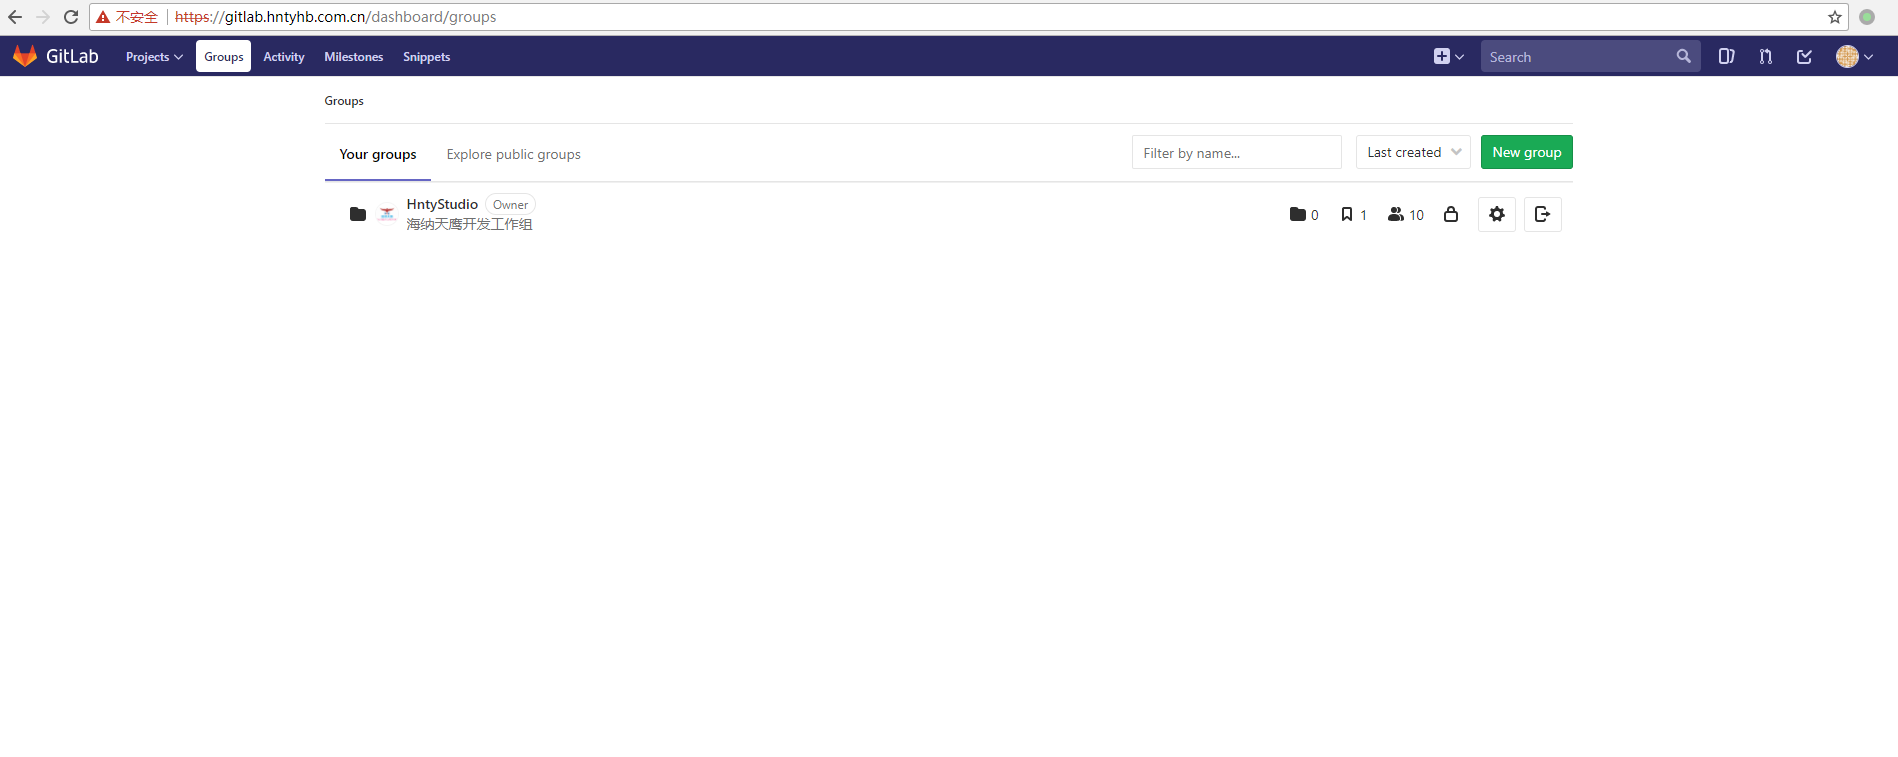 不安全 https://gitlab.hntyhb.com.cn/dashboard/groups
GitLab Projects Groups Activity Milestones Snippets Search
Groups
Your groups Explore public groups Filter by name... Last created New group
HntyStudio Owner 0 1 10
海纳天鹰开发工作组